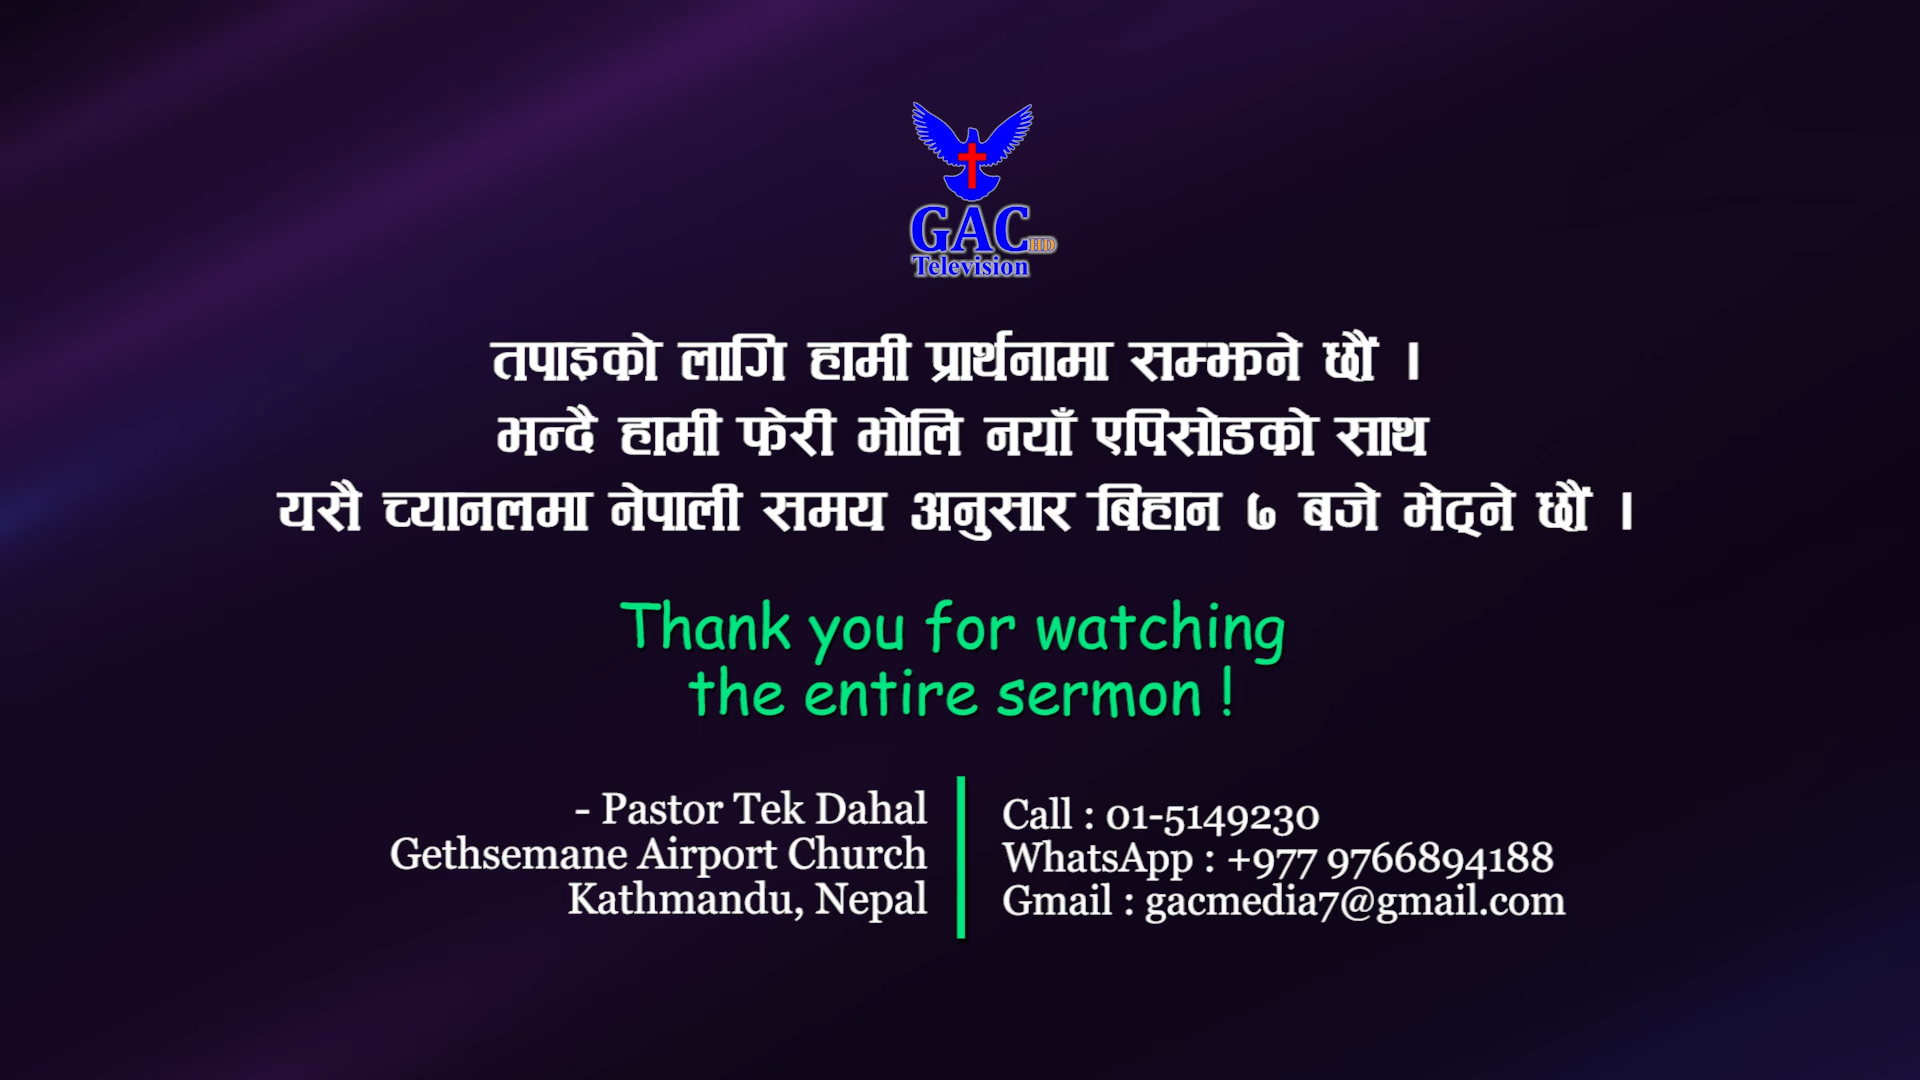 GAC HD
Television
तपाइको लागि हामी प्रार्थनामा सम्झने छौं ।
भन्दै हामी फेरी भोलि नयाँ एपिसोडको साथ
यसै च्यानलमा नेपाली समय अनुसार बिहान ७ बजे भेट्ने छौं ।
Thank you for watching
the entire sermon !
- Pastor Tek Dahal
Gethsemane Airport Church
Kathmandu, Nepal
Call : 01-5149230
WhatsApp : +977 9766894188
Gmail : gacmedia7@gmail.com